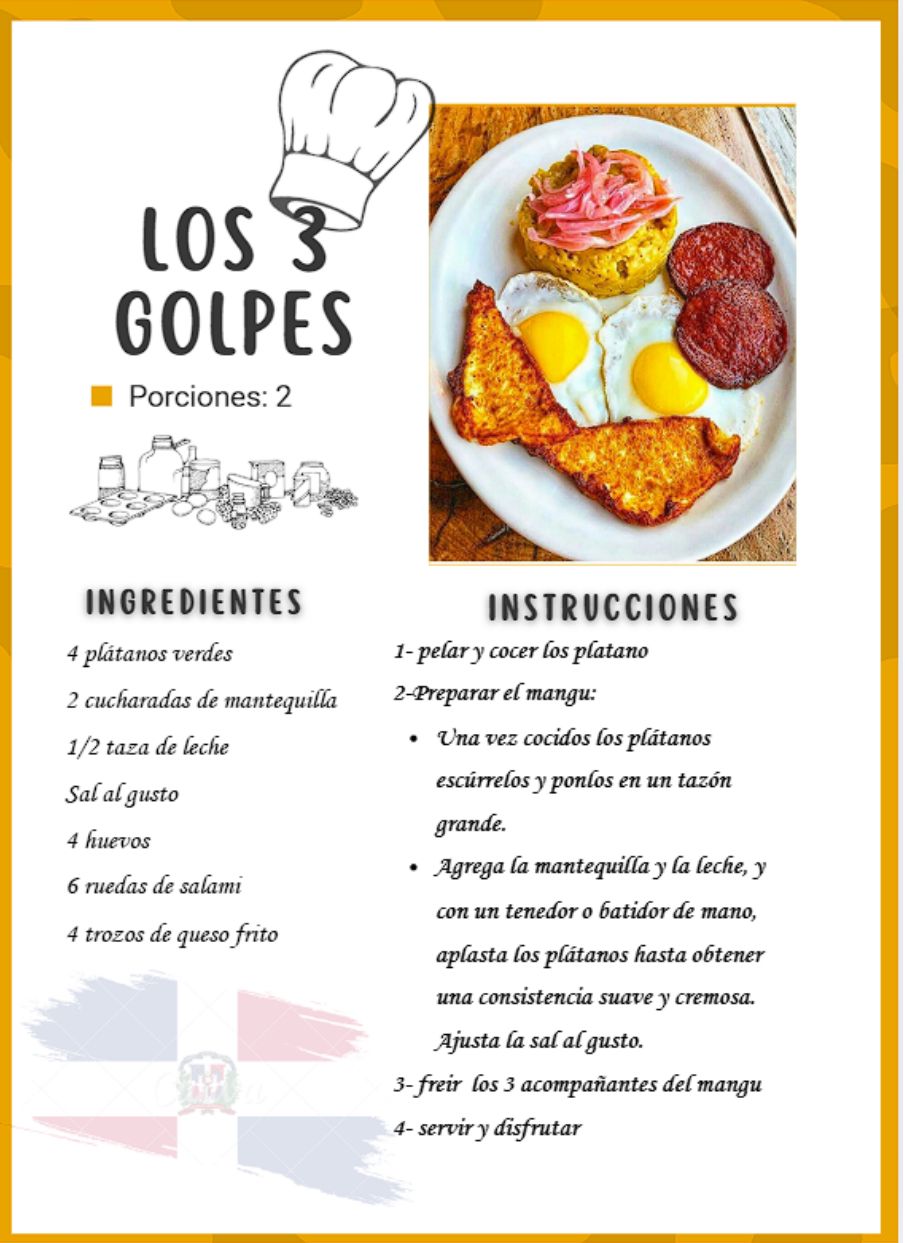 LOS 3
GOLPES
Porciones: 2
INGREDIENTES
4 plátanos verdes
2 cucharadas de mantequilla
1/2 taza de leche
Sal al gusto
4 huevos
6 ruedas de salami
4 trozos de queso frito
INSTRUCCIONES
1- pelar y cocer los platano
2-Preparar el mangu:
• Una vez cocidos los plátanos
escúrrelos y ponlos en un tazón
grande.
• Agrega la mantequilla y la leche, y
con un tenedor o batidor de mano,
aplasta los plátanos hasta obtener
una consistencia suave y cremosa.
Ajusta la sal al gusto.
3- freir los 3 acompañantes del mangu
4- servir y disfrutar